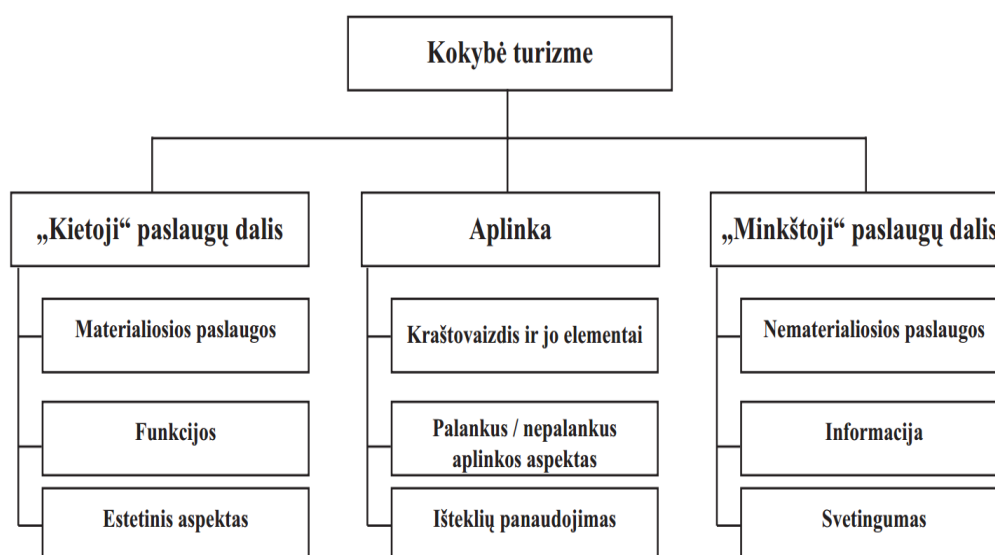 Kokybė turizme
„Kietoji“ paslaugų dalis
Aplinka
„Minkštoji“ paslaugų dalis
Materialiosios paslaugos
Kraštovaizdis ir jo elementai
Nematerialiosios paslaugos
Funkcijos
Palankus / nepalankus
aplinkos aspektas
Informacija
Estetinis aspektas
Išteklių panaudojimas
Svetingumas